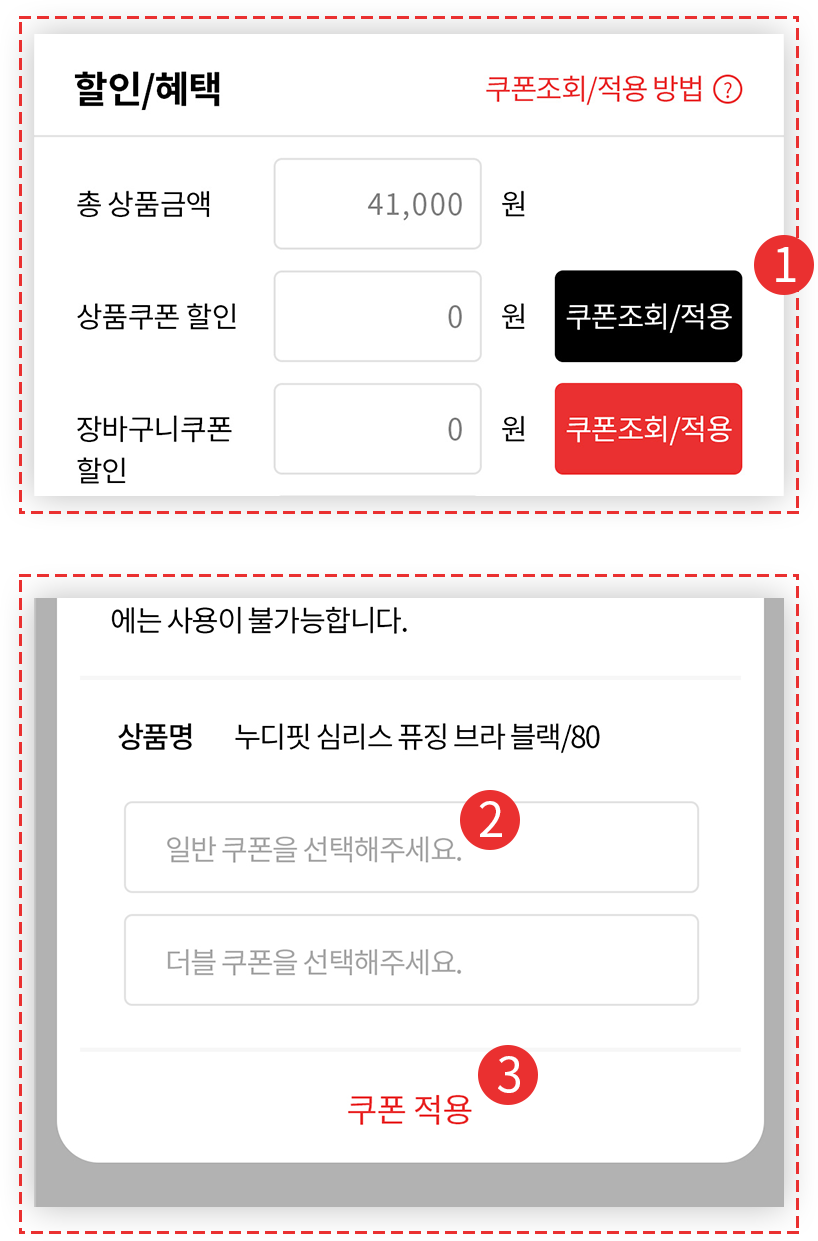 할인/혜택
쿠폰조회/적용 방법 ?
총 상품금액 41,000 원
1
상품쿠폰 할인 0 원 쿠폰조회/적용
장바구니쿠폰 0 원 쿠폰조회/적용
할인
에는 사용이 불가능합니다.
상품명 누디핏 심리스 퓨징 브라 블랙/80
2
일반 쿠폰을 선택해주세요.
더블 쿠폰을 선택해주세요.
3
쿠폰 적용